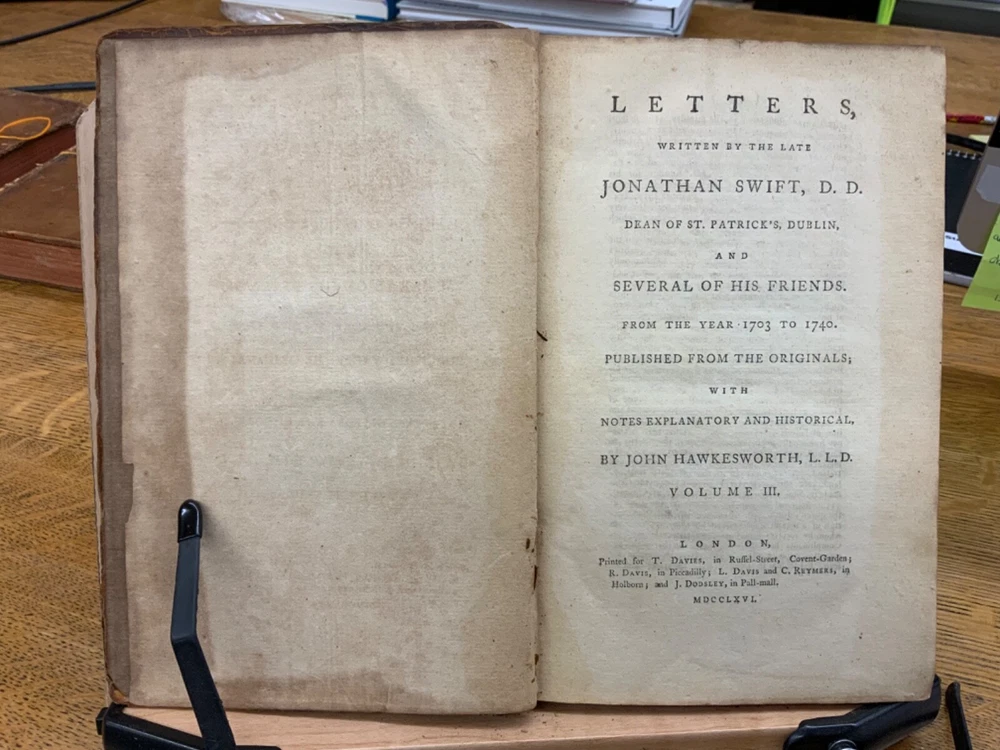 LETTERS,
WRITTEN BY THE LATE
JONATHAN SWIFT, D. D.
DEAN OF ST. PATRICK'S, DUBLIN,
AND
SEVERAL OF HIS FRIENDS.
FROM THE YEAR 1703 TO 1740.
PUBLISHED FROM THE ORIGINALS;
WITH
NOTES EXPLANATORY AND HISTORICAL,
BY JOHN HAWKESWORTH, L. L. D.
VOLUME III.
LONDON,
Printed for T. DAVIES, in Ruſſel-Street, Covent-Garden;
R. DAVIS, in Piccadilly; L. DAVIS and C. REYMERS, in
Holborn; and J. DODSLEY, in Pall-mall.
MDCCLXVI.